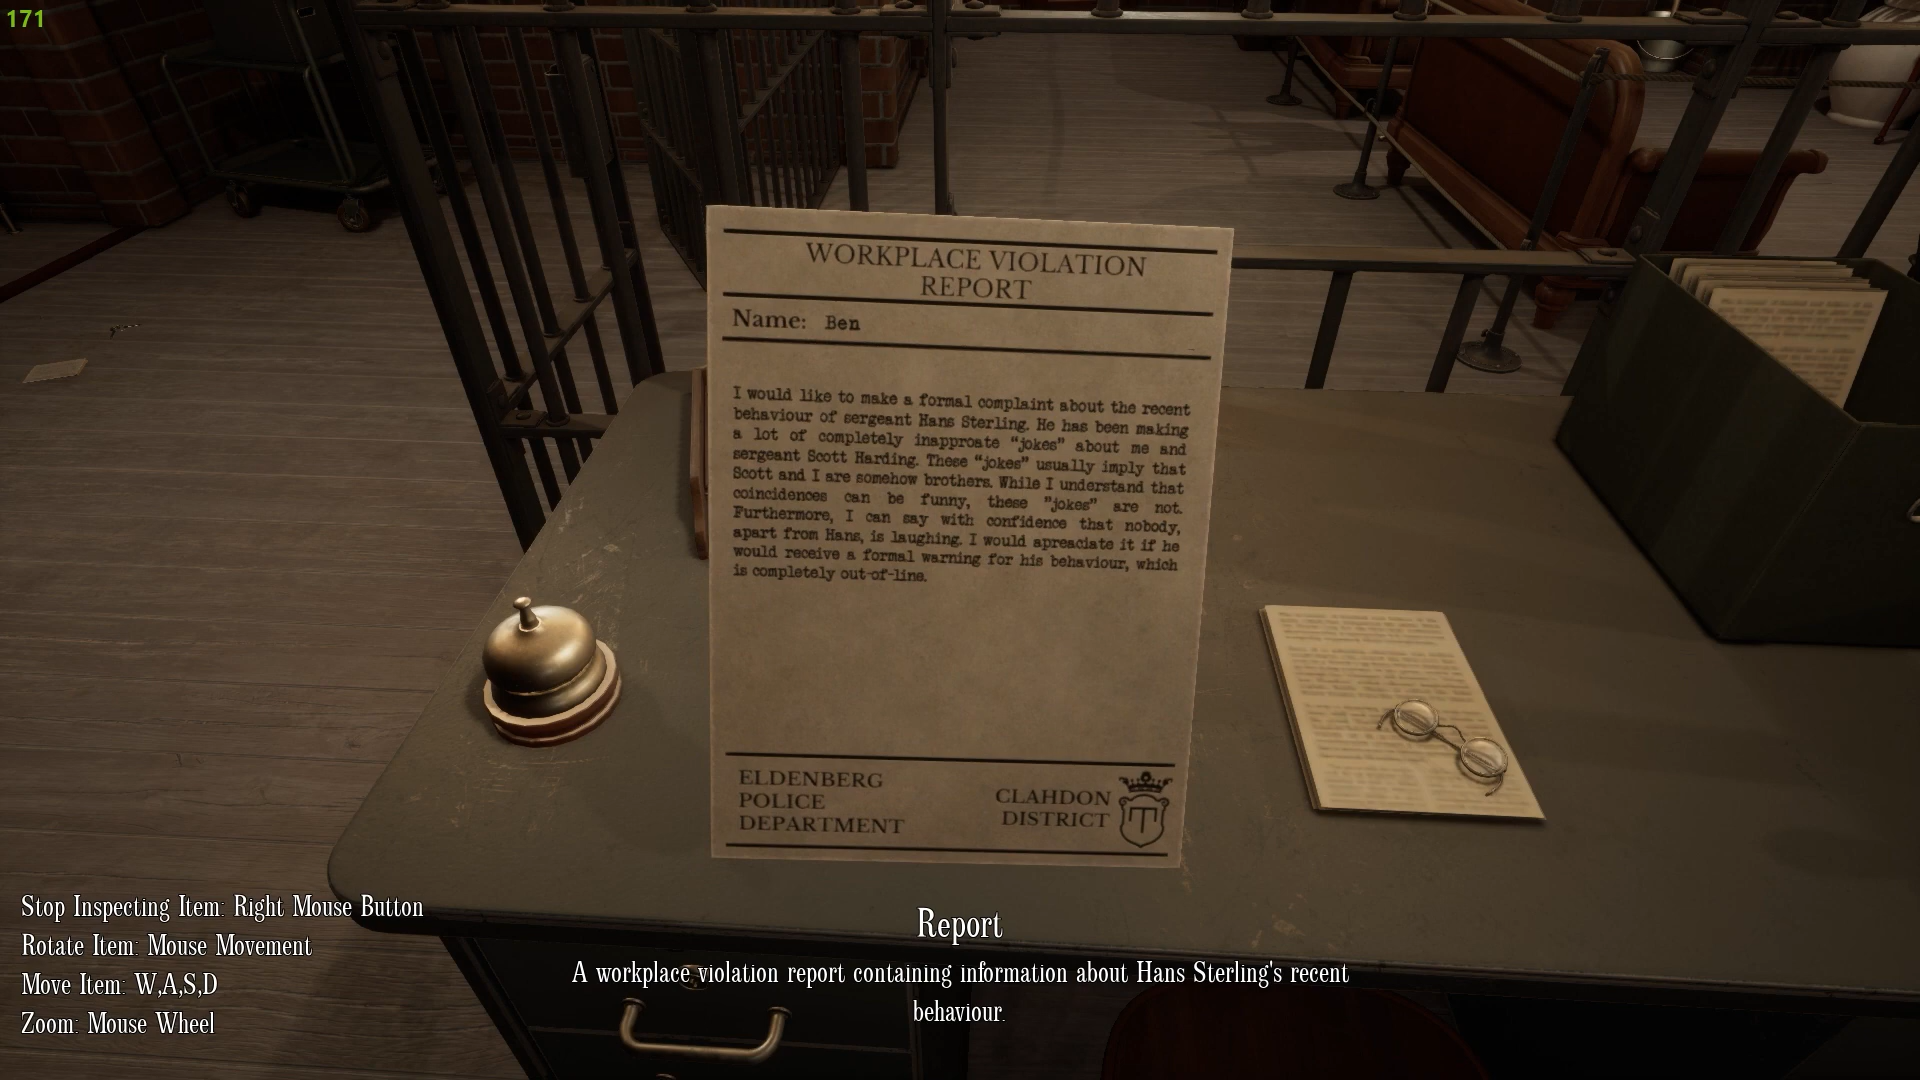 171
WORKPLACE VIOLATION
REPORT
Name: Ben
I would like to make a formal complaint about the recent
behaviour of sergeant Hans Sterling. He has been making
a lot of completely inapproate “jokes” about me and
sergeant Scott Harding. These “jokes” usually imply that
Scott and I are somehow brothers. While I understand that
coincidences can be funny, these "jokes" are not.
Furthermore, I can say with confidence that nobody,
apart from Hans, is laughing. I would apreaciate it if he
would receive a formal warning for his behaviour, which
is completely out-of-line.
ELDENBERG
POLICE
DEPARTMENT
CLAHDON
DISTRICT
T
Stop Inspecting Item: Right Mouse Button
Rotate Item: Mouse Movement
Move Item: W,A,S,D
Zoom: Mouse Wheel
Report
A workplace violation report containing information about Hans Sterling's recent
behaviour.